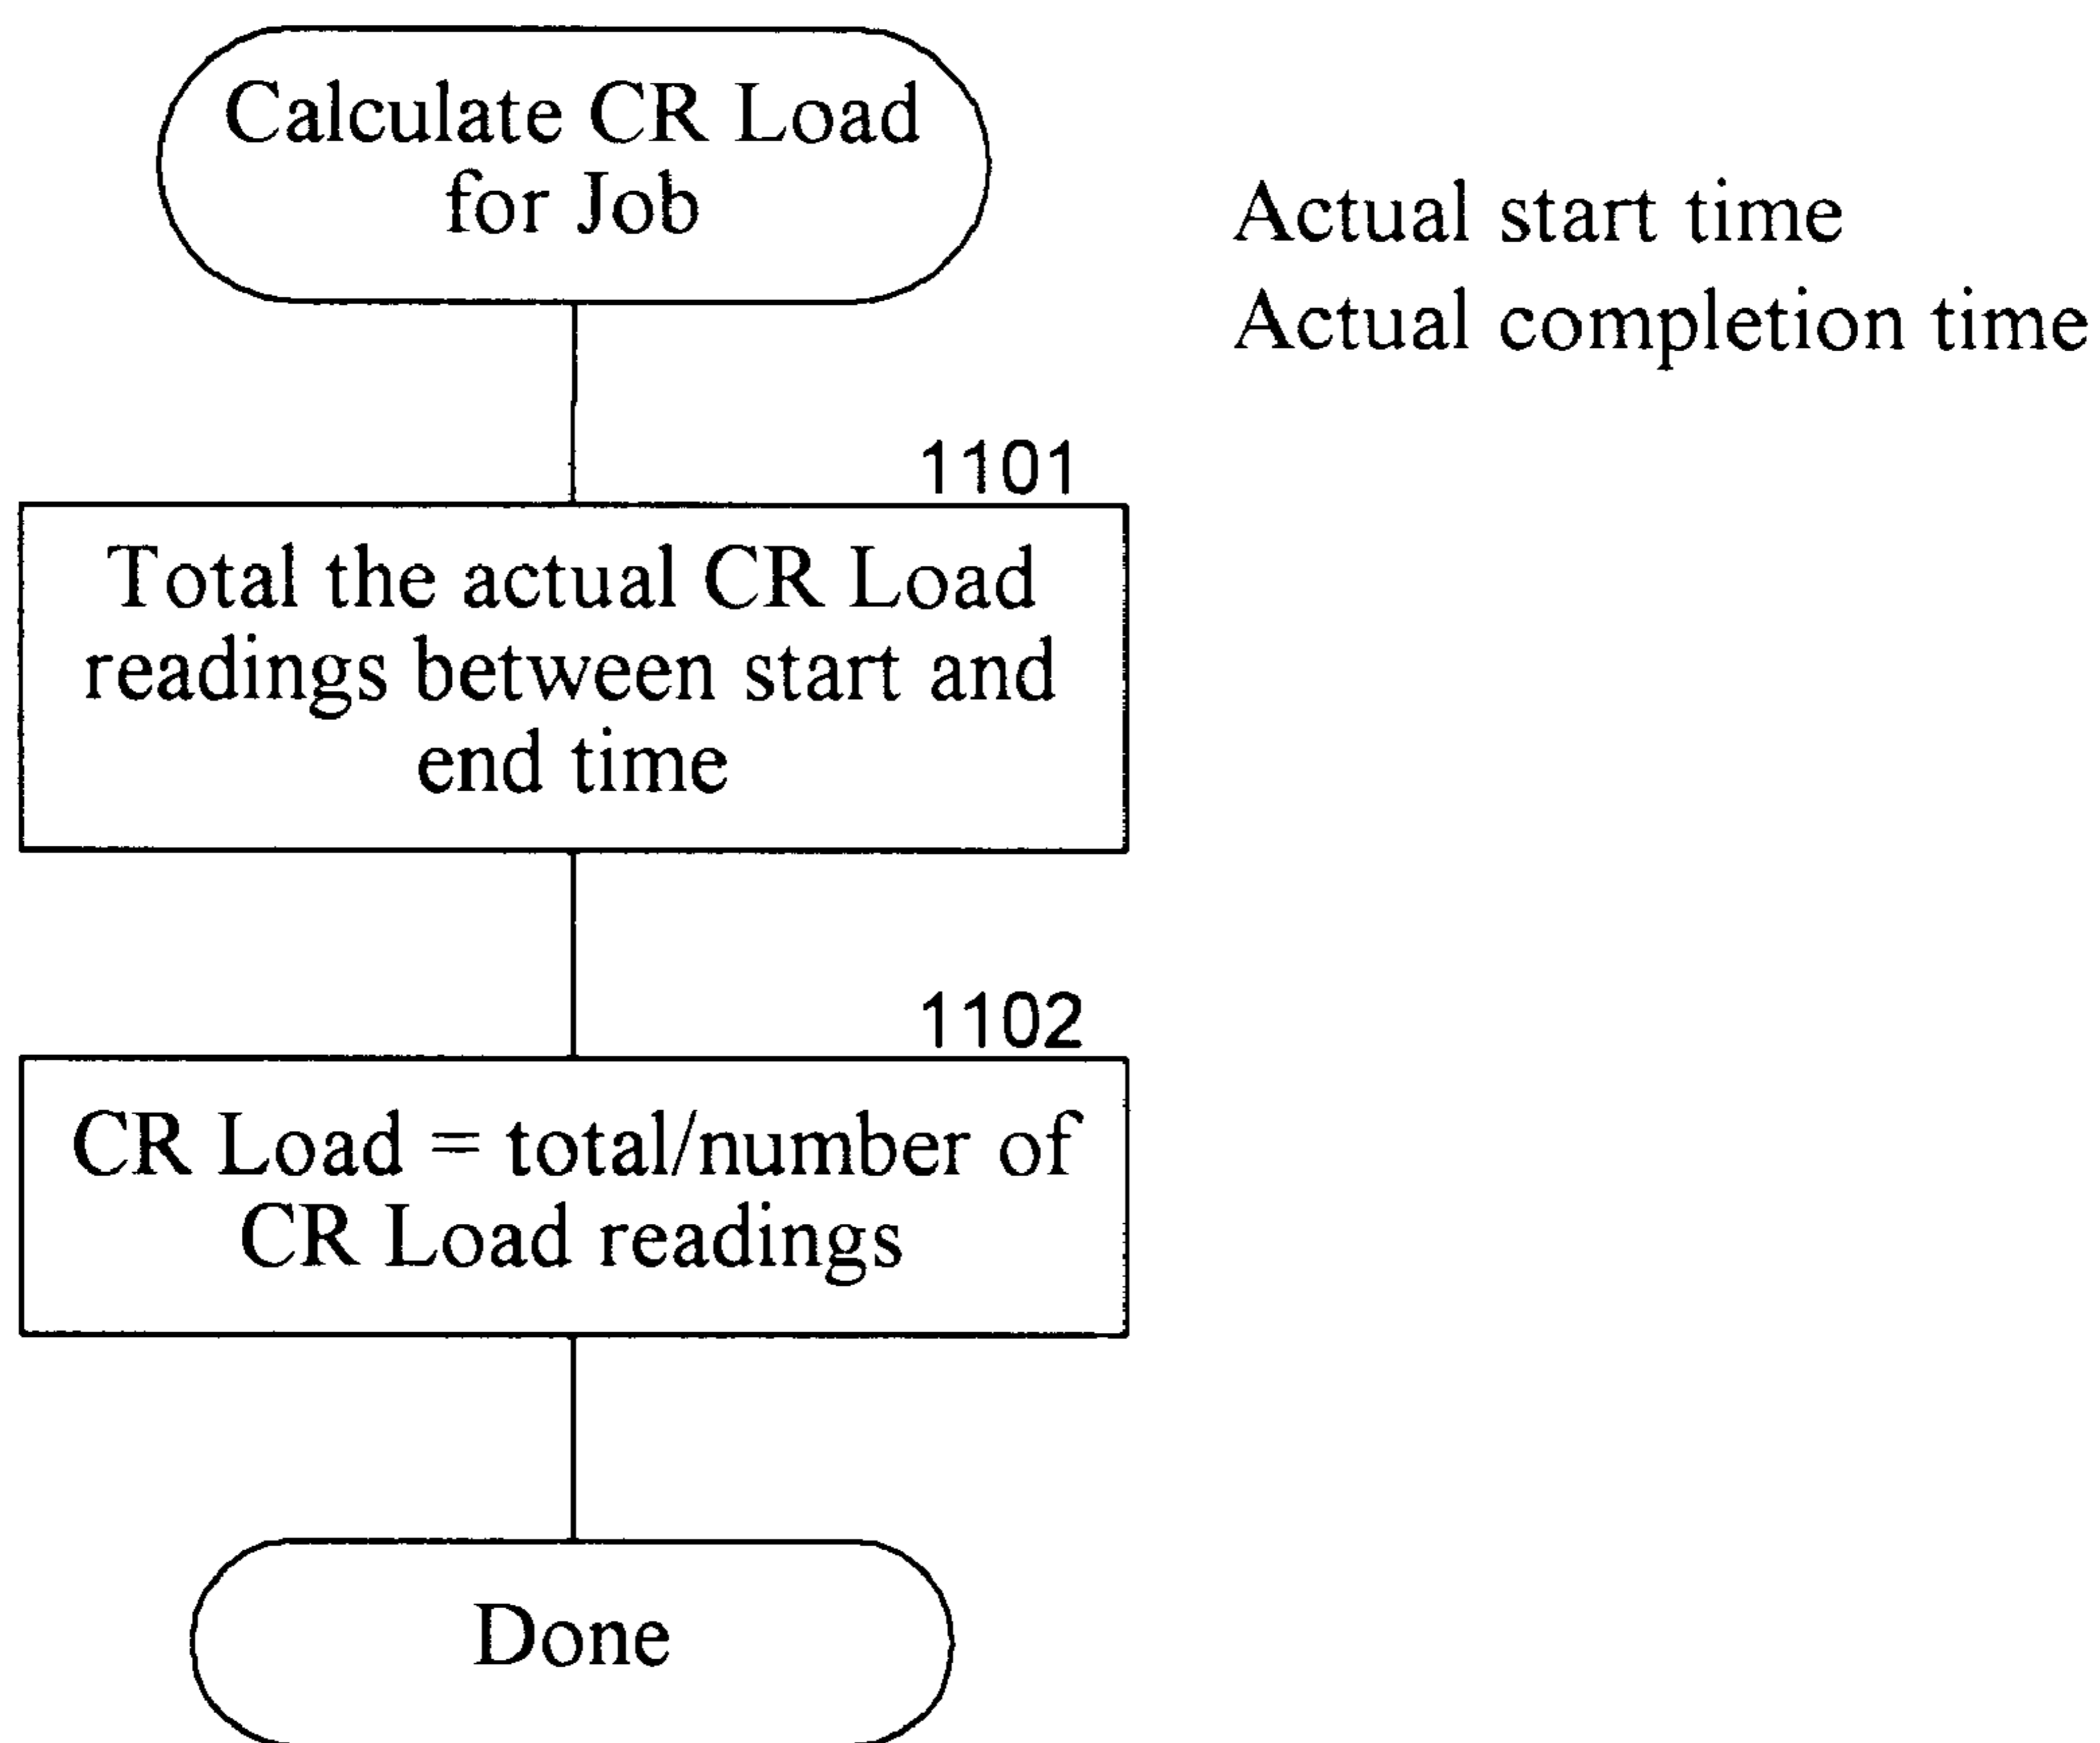 Calculate CR Load
for Job
Actual start time
Actual completion time
1101
Total the actual CR Load
readings between start and
end time
1102
CR Load = total/number of
CR Load readings
Done